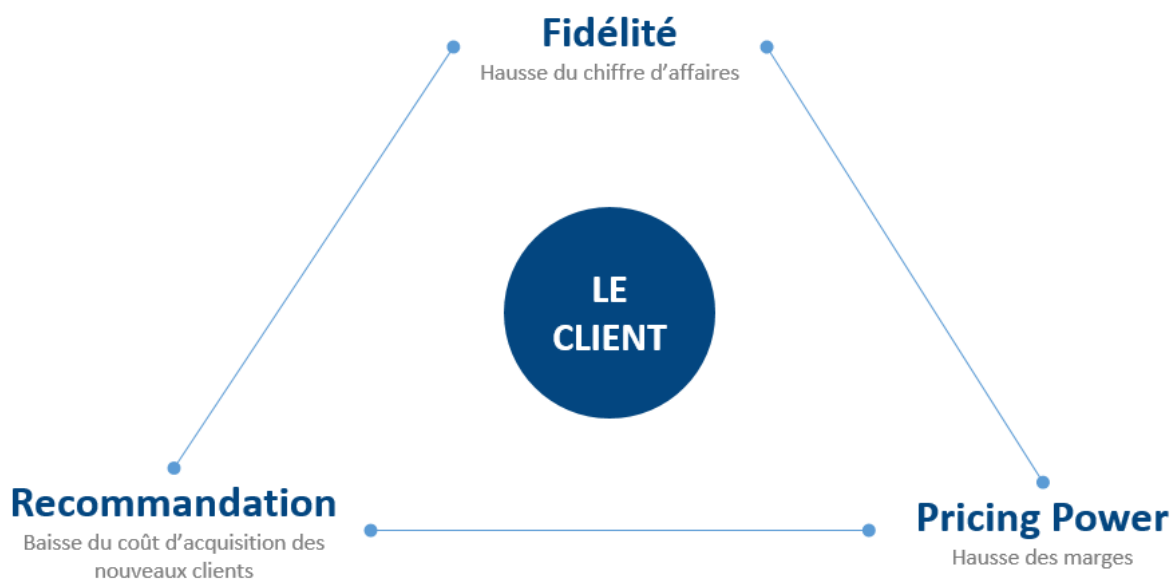 Fidélité
Hausse du chiffre d’affaires
LE
CLIENT
Recommandation
Baisse du coût d’acquisition des
nouveaux clients
Pricing Power
Hausse des marges